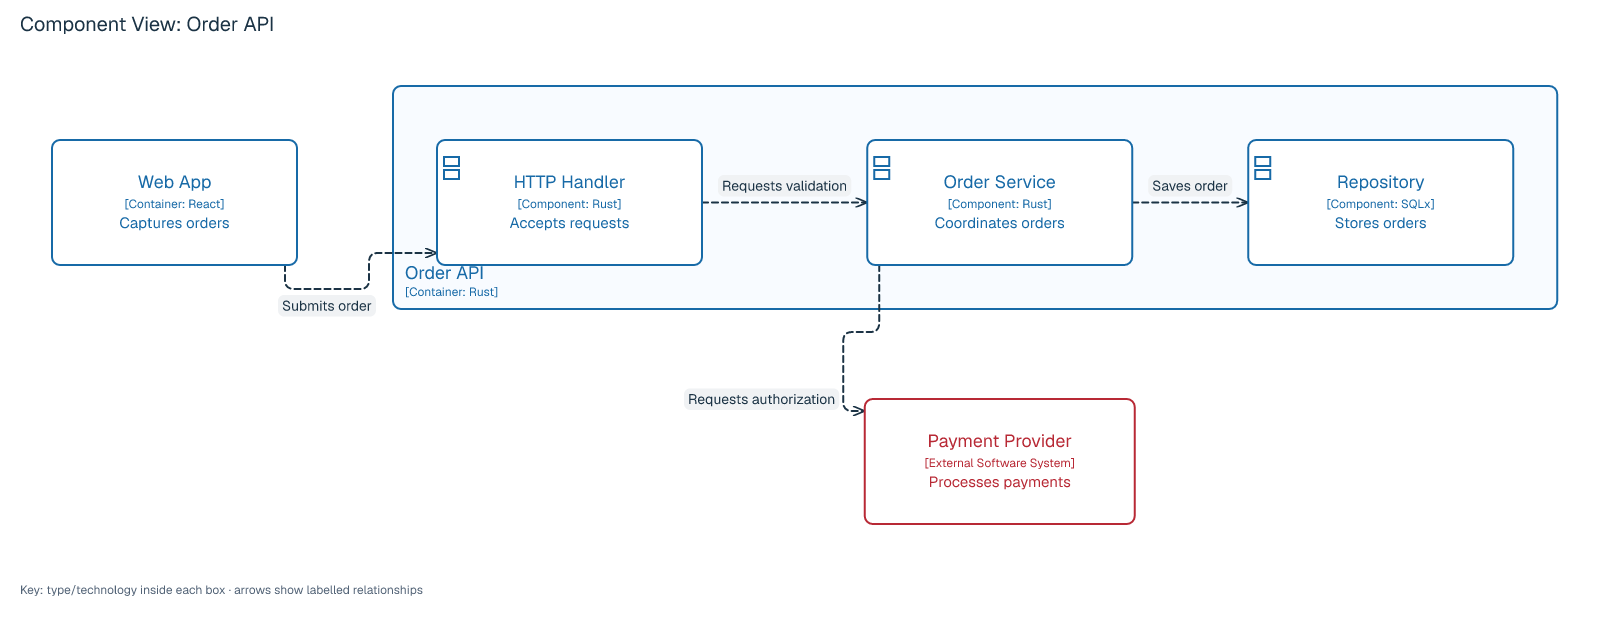 Component View: Order API
Web App
[Container: React]
Captures orders
Submits order
HTTP Handler
[Component: Rust]
Accepts requests
Requests validation
Order Service
[Component: Rust]
Coordinates orders
Saves order
Repository
[Component: SQLx]
Stores orders
Order API
[Container: Rust]
Requests authorization
Payment Provider
[External Software System]
Processes payments
Key: type/technology inside each box · arrows show labelled relationships